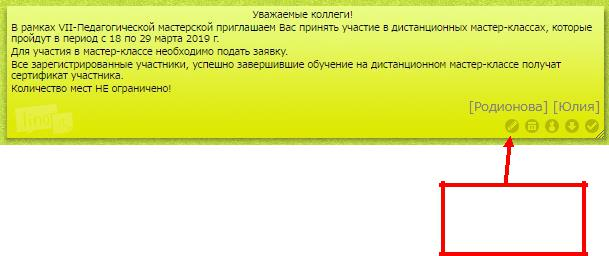 Уважаемые коллеги!
В рамках VII-Педагогической мастерской приглашаем Вас принять участие в дистанционных мастер-классах, которые
пройдут в период с 18 по 29 марта 2019 г.
Для участия в мастер-классе необходимо подать заявку.
Все зарегистрированные участники, успешно завершившие обучение на дистанционном мастер-классе получат
сертификат участника.
Количество мест НЕ ограничено!
[Родионова] [Юлия]
lino it